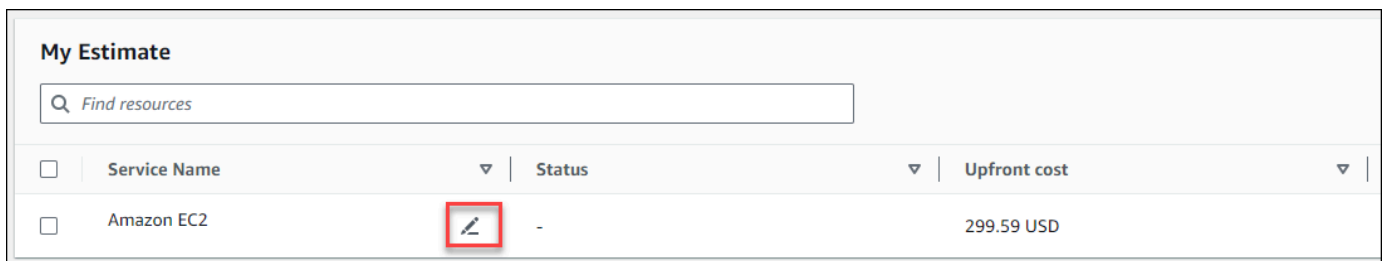 My Estimate
Find resources
Service Name Status Upfront cost
Amazon EC2 - 299.59 USD